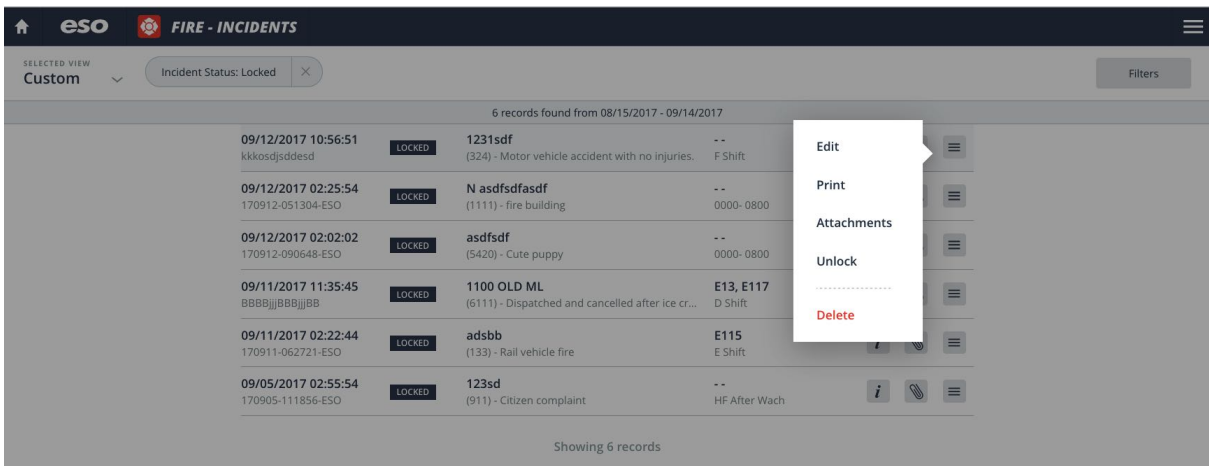 eso FIRE - INCIDENTS
SELECTED VIEW
Custom
Incident Status: Locked
Filters
6 records found from 08/15/2017 - 09/14/2017
09/12/2017 10:56:51 LOCKED 1231sdf - -
kkkosdjsddesd (324) - Motor vehicle accident with no injuries. F Shift
09/12/2017 02:25:54 LOCKED N asdfsdfasdf - -
170912-051304-ESO (1111) - fire building 0000- 0800
09/12/2017 02:02:02 LOCKED asdfsdf - -
170912-090648-ESO (5420) - Cute puppy 0000- 0800
09/11/2017 11:35:45 LOCKED 1100 OLD ML E13, E117
BBBBjjjBBBjjjBB (6111) - Dispatched and cancelled after ice cr... D Shift
09/11/2017 02:22:44 LOCKED adsbb E115
170911-062721-ESO (133) - Rail vehicle fire E Shift
09/05/2017 02:55:54 LOCKED 123sd - -
170905-111856-ESO (911) - Citizen complaint HF After Wach
Edit
Print
Attachments
Unlock
Delete
i
i
Showing 6 records